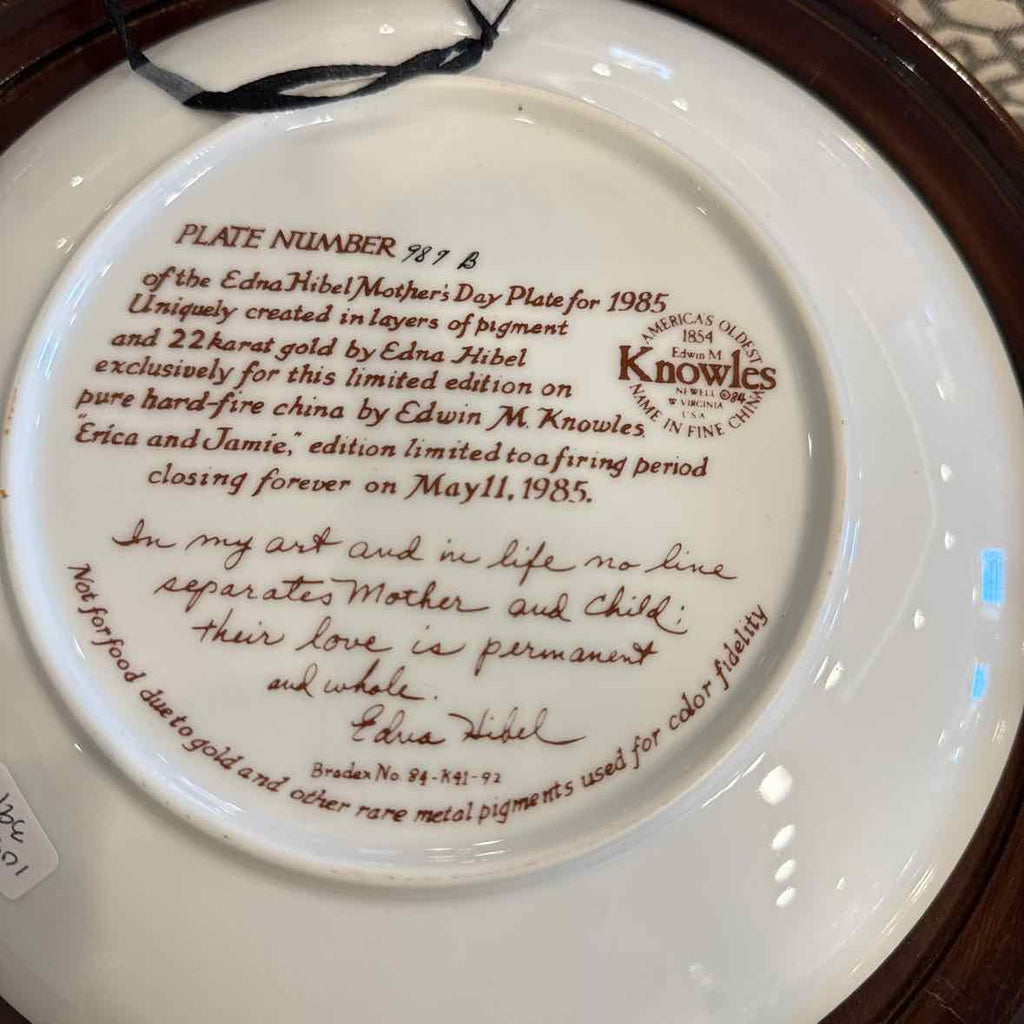 PLATE NUMBER 987 B
of the Edna Hibel Mother's Day Plate for 1985
Uniquely created in layers of pigment
and 22 karat gold by Edna Hibel
exclusively for this limited edition on
pure hard-fire china by Edwin M. Knowles.
"Erica and Jamie," edition limited to a firing period
closing forever on May 11, 1985.
AMERICA'S OLDEST
1854
Edwin M
Knowles
NEWELL ©84
W VIRGINIA
U S A
NAME IN FINE CHINA
In my art and in life no line
separates Mother and Child;
their love is permanent
and whole.
Edna Hibel
Bradex No. 84-K41-92
Not for food due to gold and other rare metal pigments used for color fidelity